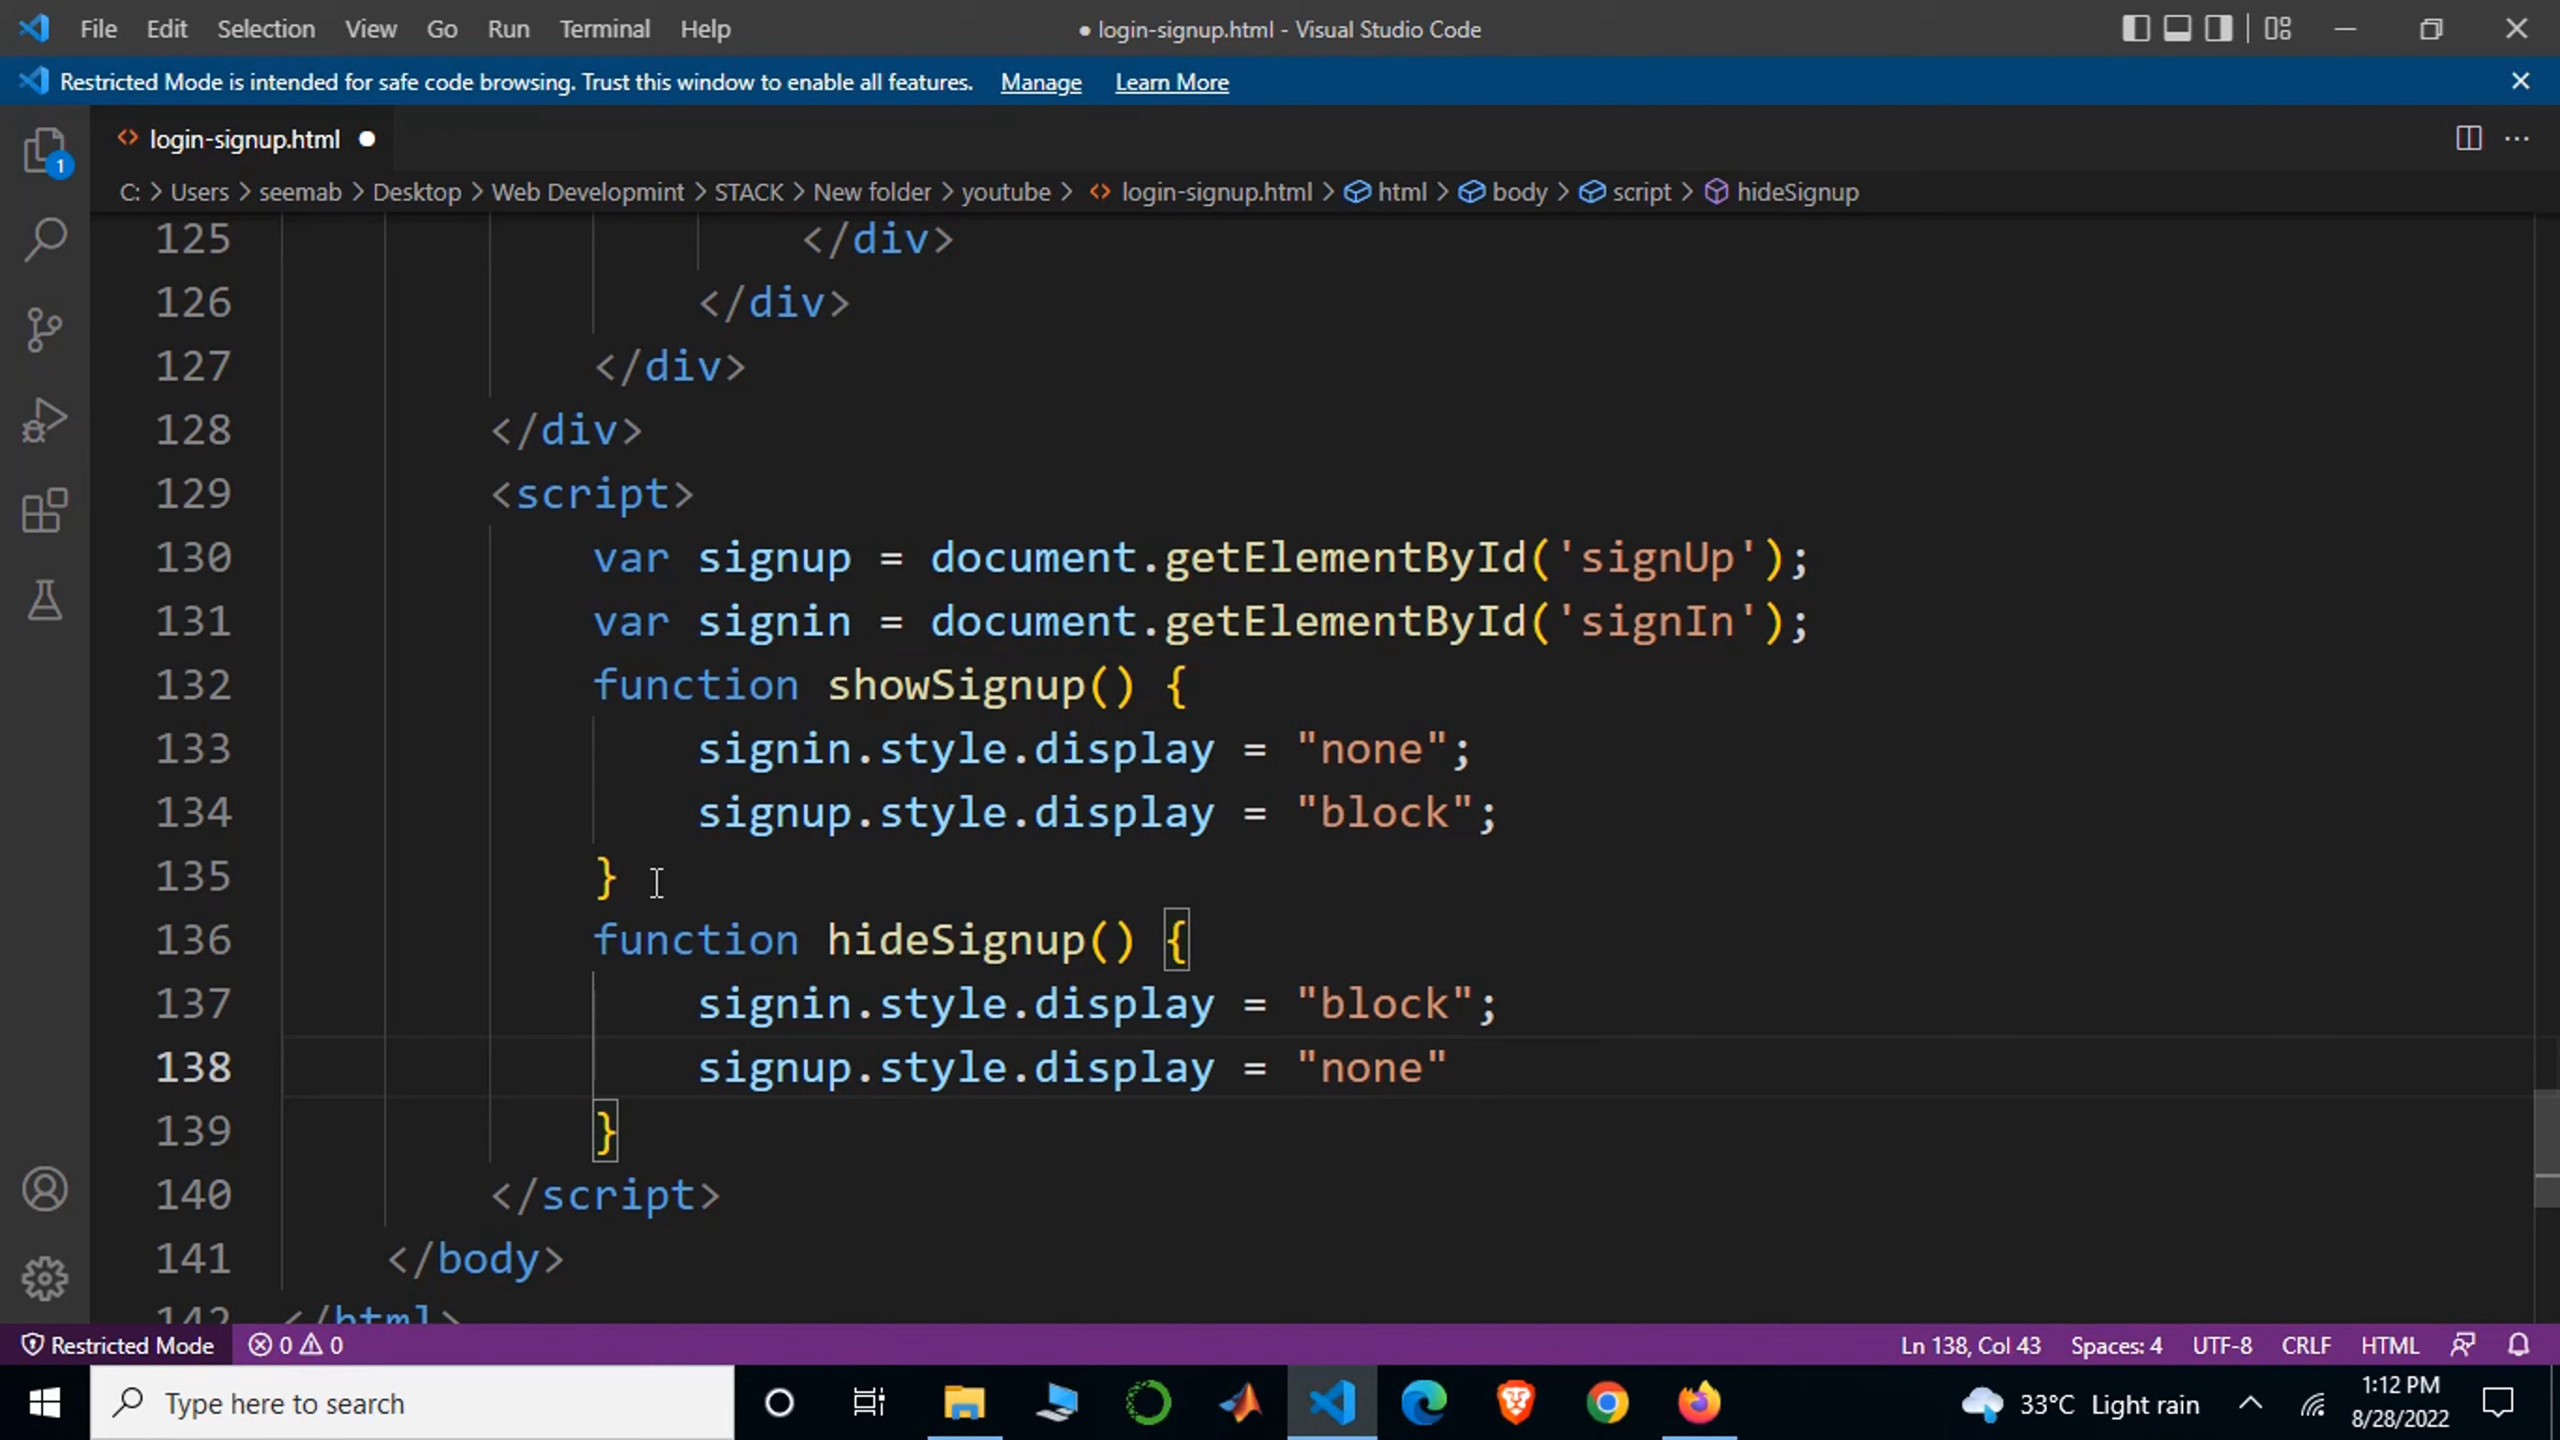 File Edit Selection View Go Run Terminal Help ● login-signup.html - Visual Studio Code
Restricted Mode is intended for safe code browsing. Trust this window to enable all features. Manage Learn More
<> login-signup.html ●
1
C: > Users > seemab > Desktop > Web Developmint > STACK > New folder > youtube > <> login-signup.html > html > body > script > hideSignup
125 </div>
126 </div>
127 </div>
128 </div>
129 <script>
130 var signup = document.getElementById('signUp');
131 var signin = document.getElementById('signIn');
132 function showSignup() {
133 signin.style.display = "none";
134 signup.style.display = "block";
135 }
136 function hideSignup() {
137 signin.style.display = "block";
138 signup.style.display = "none"
139 }
140 </script>
141 </body>
142 </html>
Restricted Mode 0 0 Ln 138, Col 43 Spaces: 4 UTF-8 CRLF HTML
Type here to search 33°C Light rain 1:12 PM
8/28/2022